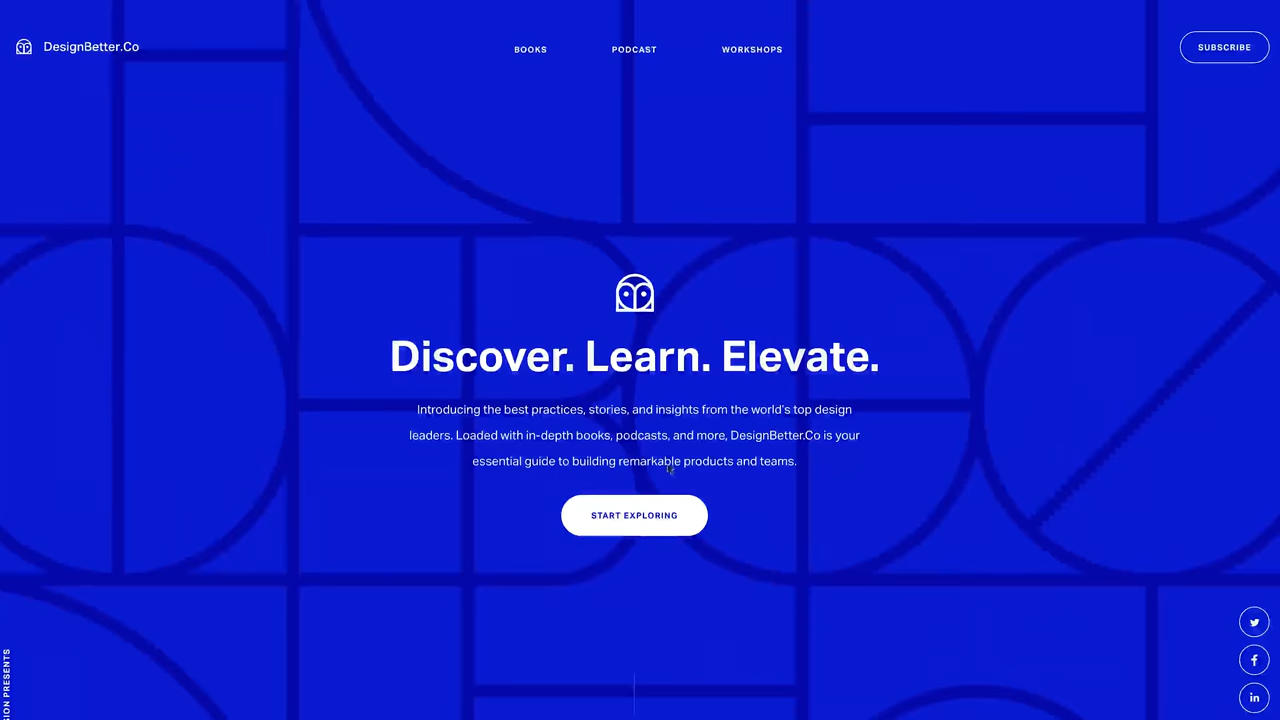 DesignBetter.Co
BOOKS
PODCAST
WORKSHOPS
SUBSCRIBE
Discover. Learn. Elevate.
Introducing the best practices, stories, and insights from the world's top design
leaders. Loaded with in-depth books, podcasts, and more, DesignBetter.Co is your
essential guide to building remarkable products and teams.
START EXPLORING
PRESENTS